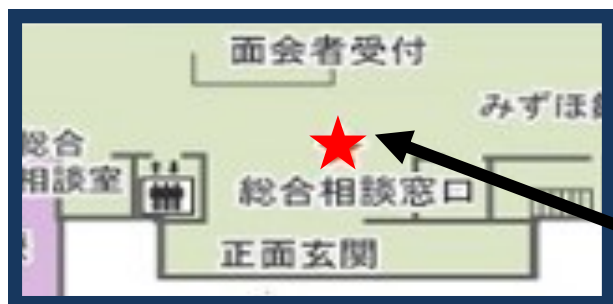 面会者受付
みずほ
総合
相談室
総合相談窓口
正面玄関